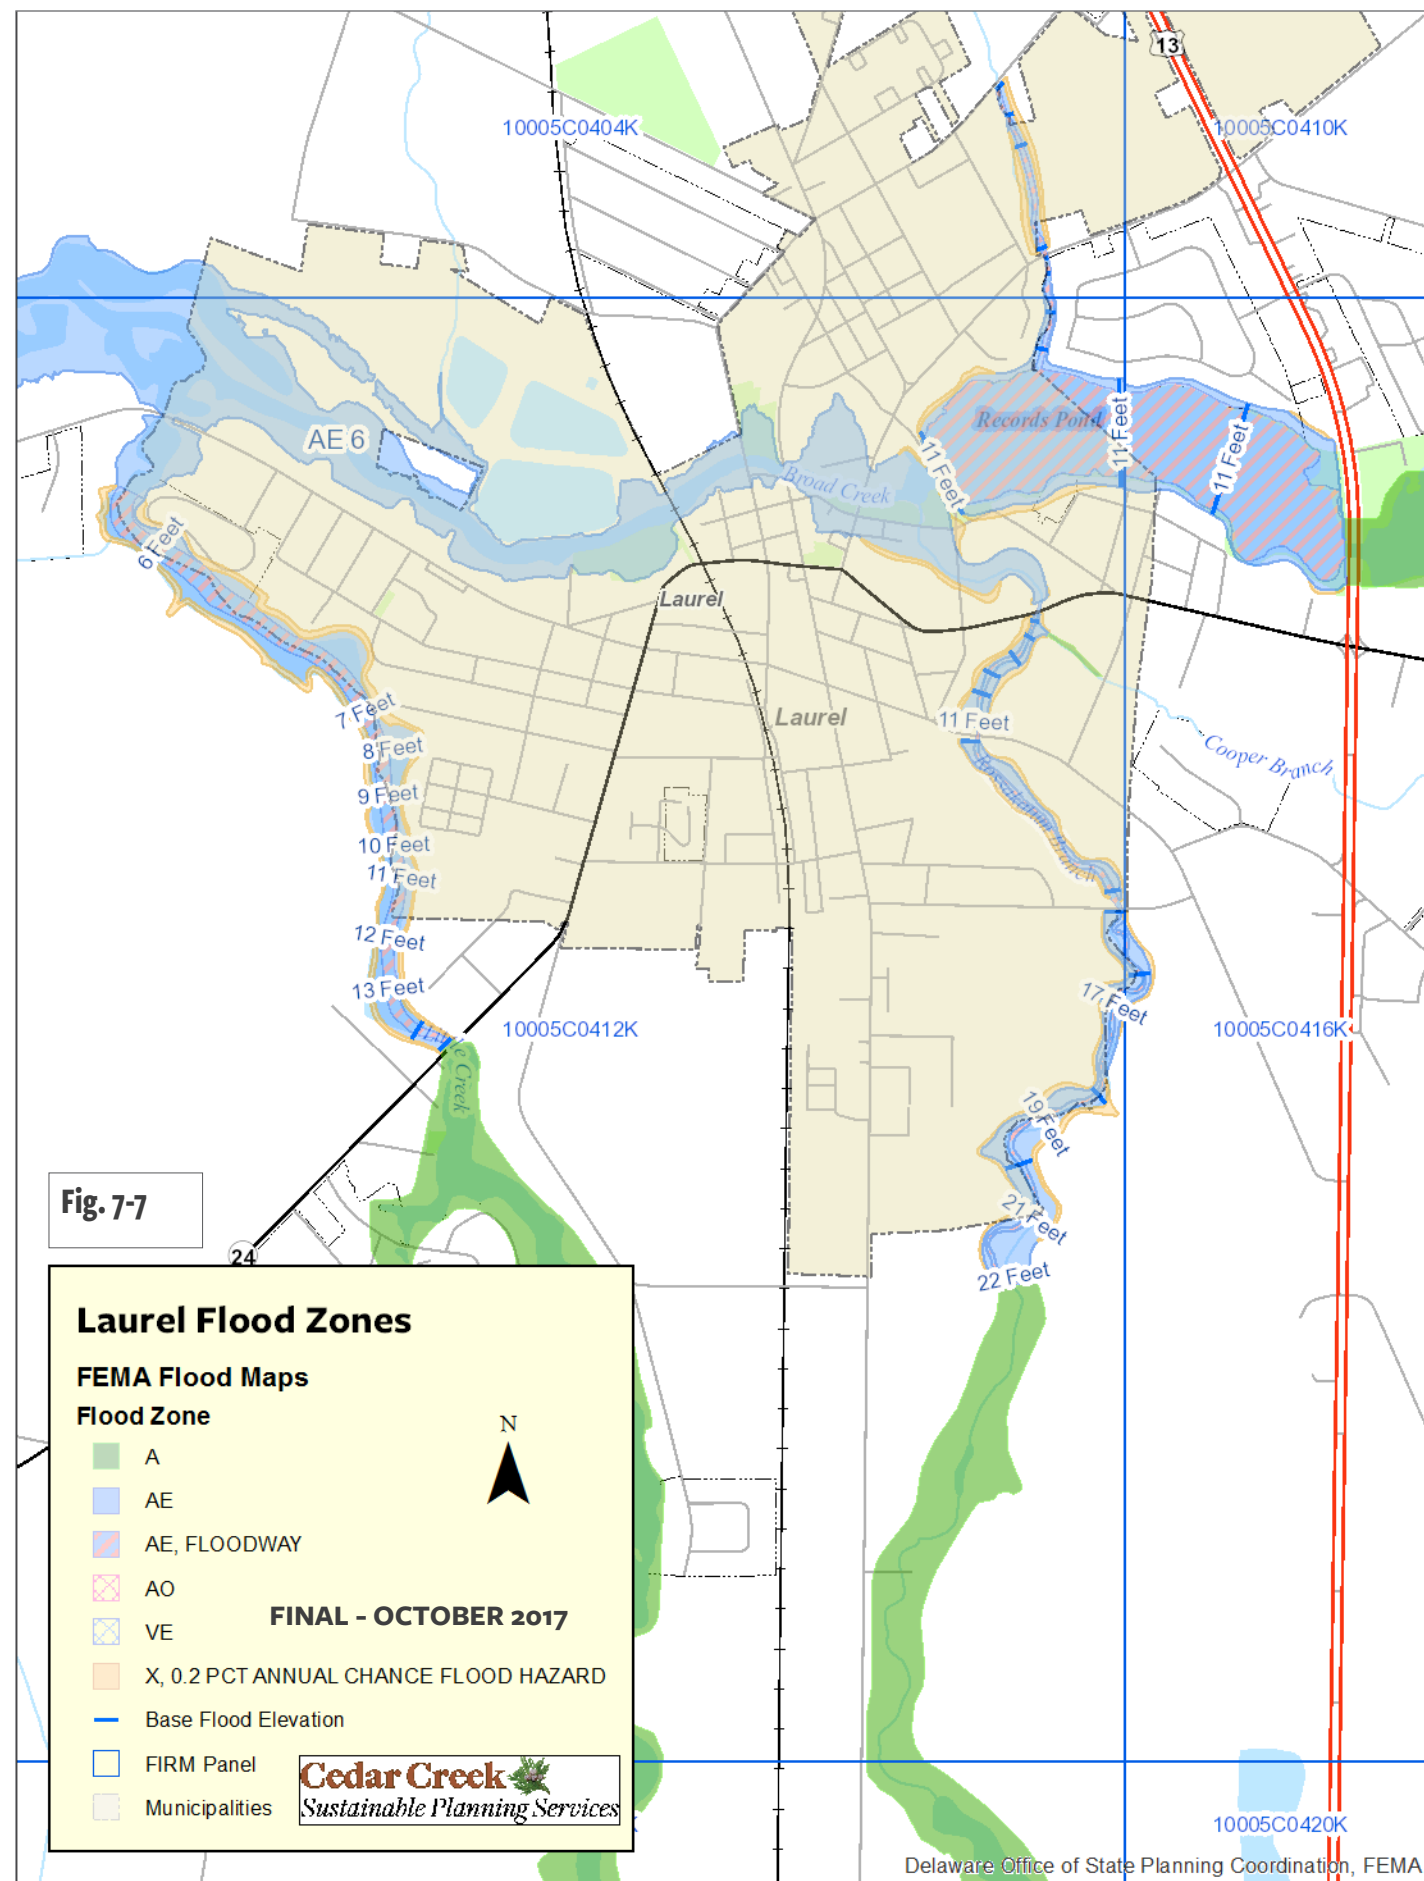 13
10005C0404K
10005C0410K
Records Pond
11 Feet
11 Feet
11 Feet
AE 6
Broad Creek
6 Feet
Laurel
Laurel
7 Feet
11 Feet
8 Feet
Cooper Branch
9 Feet
Rossakatum Branch
10 Feet
11 Feet
12 Feet
13 Feet
17 Feet
10005C0412K
10005C0416K
Little Creek
19 Feet
Fig. 7-7
21 Feet
24
22 Feet
Laurel Flood Zones
FEMA Flood Maps
Flood Zone
N
A
AE
AE, FLOODWAY
AO
VE
FINAL - OCTOBER 2017
X, 0.2 PCT ANNUAL CHANCE FLOOD HAZARD
Base Flood Elevation
FIRM Panel
Municipalities
Cedar Creek
Sustainable Planning Services
10005C0420K
Delaware Office of State Planning Coordination, FEMA